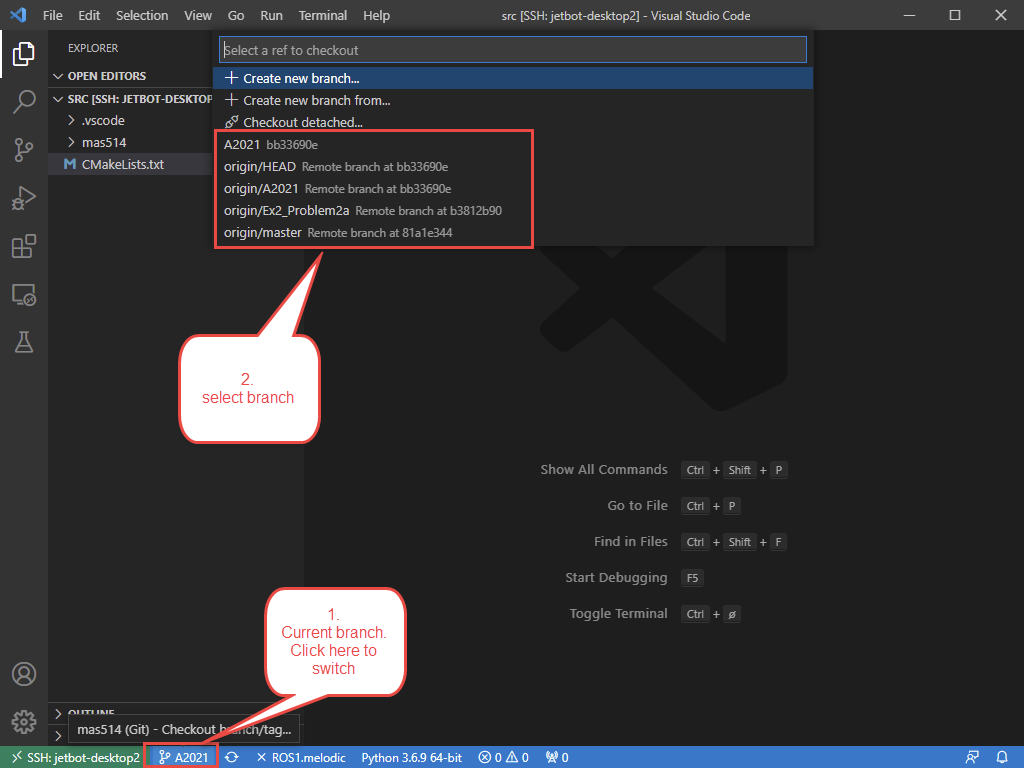 File Edit Selection View Go Run Terminal Help src [SSH: jetbot-desktop2] - Visual Studio Code
EXPLORER
OPEN EDITORS
SRC [SSH: JETBOT-DESKTOP
.vscode
mas514
M CMakeLists.txt
Select a ref to checkout
Create new branch...
Create new branch from...
Checkout detached...
A2021 bb33690e
origin/HEAD Remote branch at bb33690e
origin/A2021 Remote branch at bb33690e
origin/Ex2_Problem2a Remote branch at b3812b90
origin/master Remote branch at 81a1e344
2.
select branch
Show All Commands Ctrl + Shift + P
Go to File Ctrl + P
Find in Files Ctrl + Shift + F
Start Debugging F5
Toggle Terminal Ctrl + ø
1.
Current branch.
Click here to
switch
OUTLINE
mas514 (Git) - Checkout branch/tag...
SSH: jetbot-desktop2 A2021 ROS1.melodic Python 3.6.9 64-bit 0 0 0